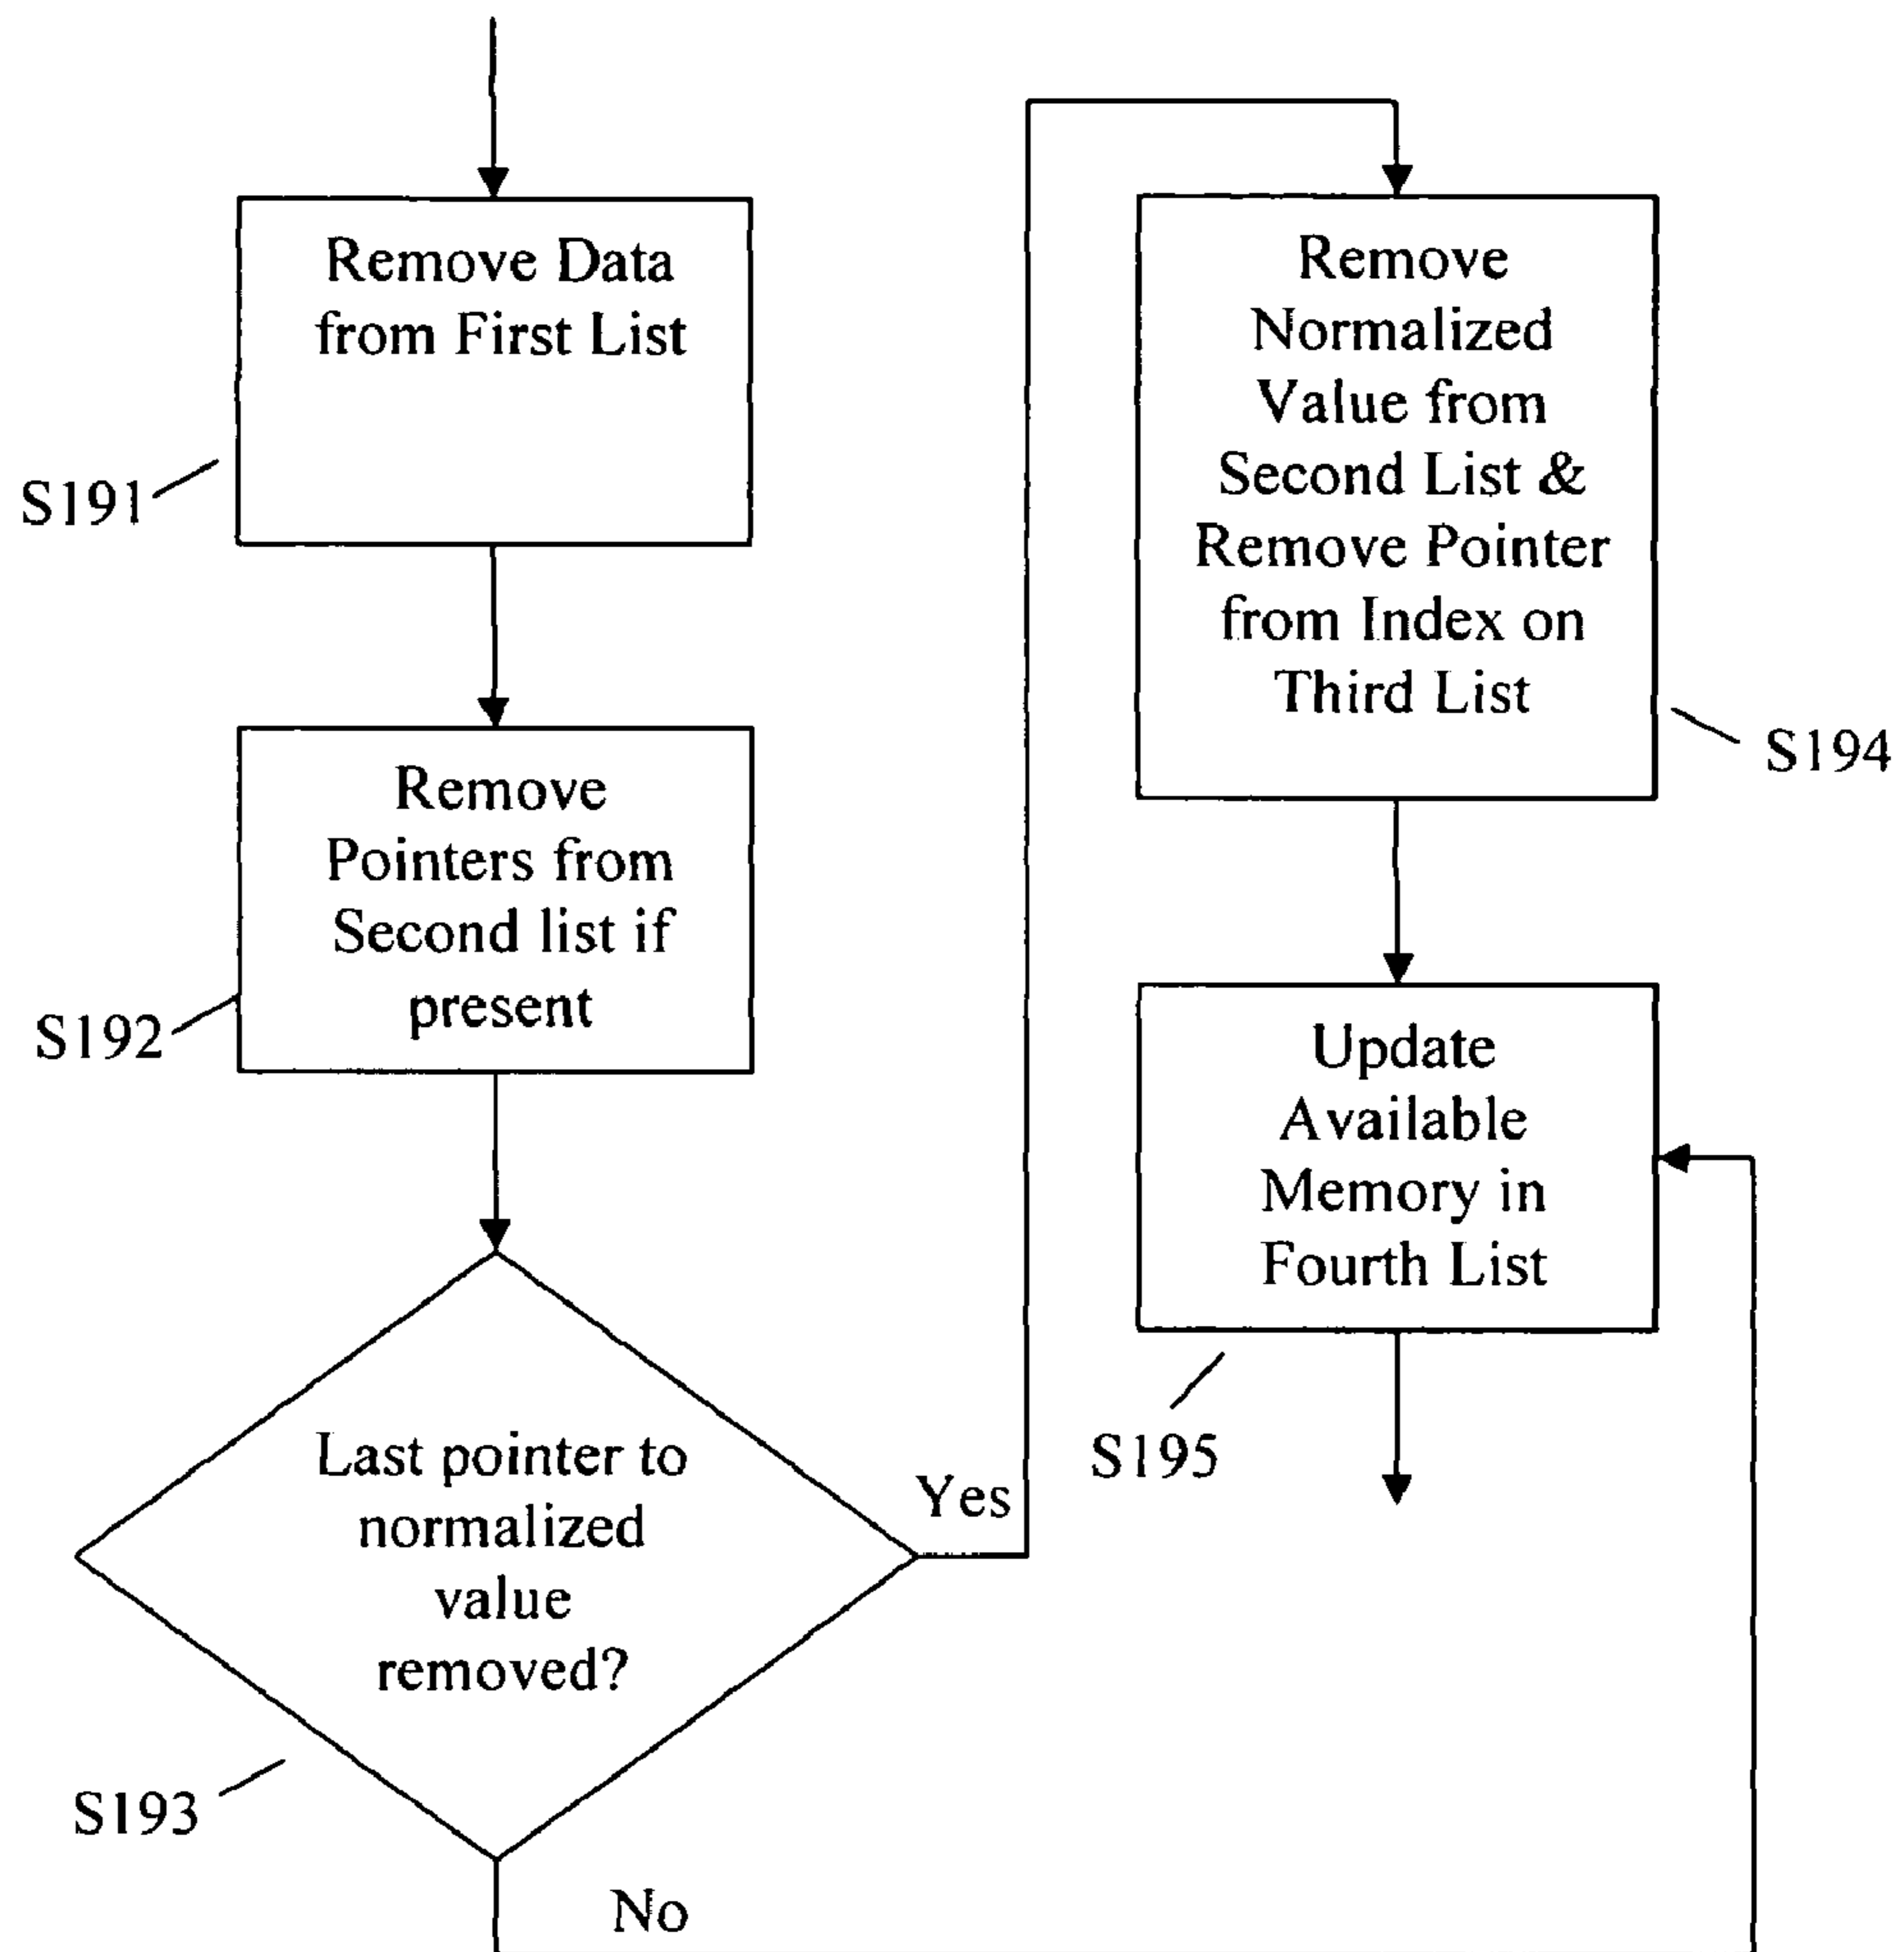 Remove Data
from First List
S191
Remove
Pointers from
Second list if
present
S192
Last pointer to
normalized
value
removed?
S193
Yes
No
Remove
Normalized
Value from
Second List &
Remove Pointer
from Index on
Third List
S194
Update
Available
Memory in
Fourth List
S195